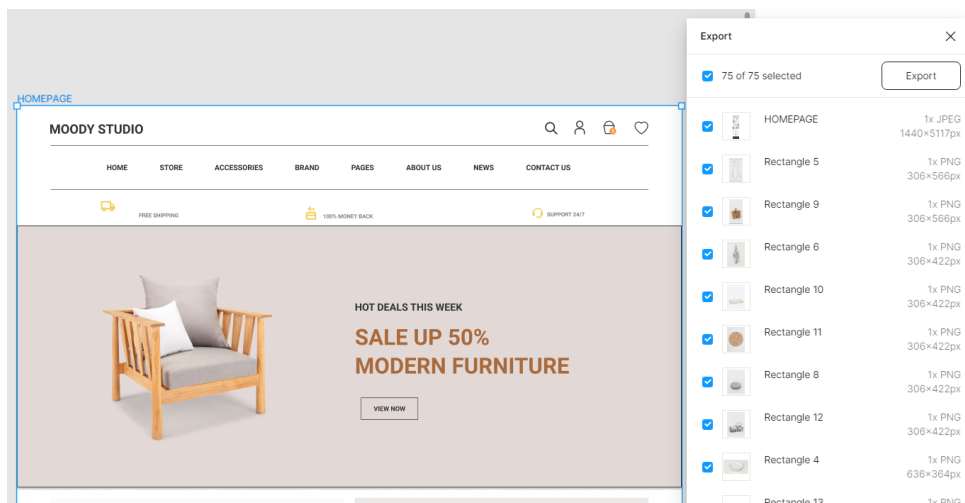 Export
75 of 75 selected
Export
HOMEPAGE
MOODY STUDIO
HOME STORE ACCESSORIES BRAND PAGES ABOUT US NEWS CONTACT US
FREE SHIPPING 100% MONEY BACK SUPPORT 24/7
HOT DEALS THIS WEEK
SALE UP 50%
MODERN FURNITURE
VIEW NOW
HOMEPAGE 1x JPEG
1440×5117px
Rectangle 5 1x PNG
306×566px
Rectangle 9 1x PNG
306×566px
Rectangle 6 1x PNG
306×422px
Rectangle 10 1x PNG
306×422px
Rectangle 11 1x PNG
306×422px
Rectangle 8 1x PNG
306×422px
Rectangle 12 1x PNG
306×422px
Rectangle 4 1x PNG
636×364px
Rectangle 13 1x PNG